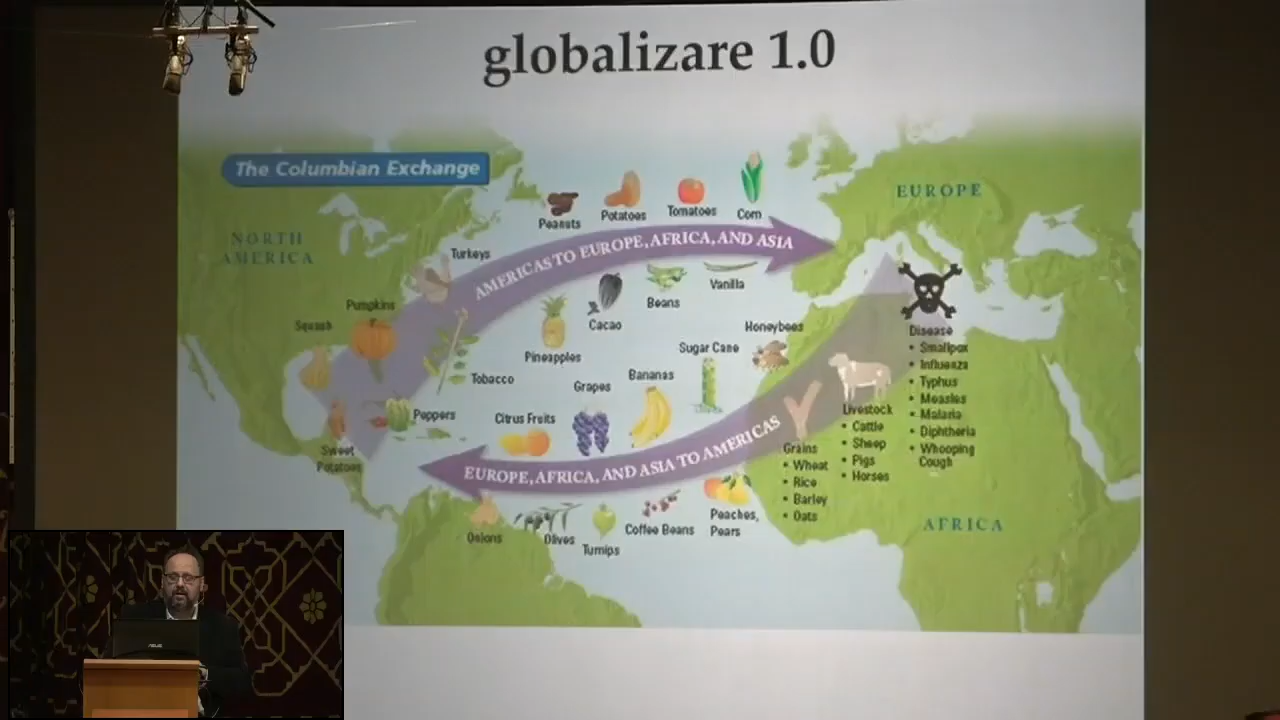 globalizare 1.0
The Columbian Exchange
NORTH
AMERICA
EUROPE
AFRICA
Peanuts
Potatoes
Tomatoes
Corn
AMERICAS TO EUROPE, AFRICA, AND ASIA
Turkeys
Pumpkins
Squash
Cacao
Beans
Vanilla
Pineapples
Tobacco
Peppers
Sweet
Potatoes
Honeybees
Sugar Cane
Bananas
Grapes
Citrus Fruits
EUROPE, AFRICA, AND ASIA TO AMERICAS
Onions
Olives
Turnips
Coffee Beans
Peaches,
Pears
Grains
• Wheat
• Rice
• Barley
• Oats
Livestock
• Cattle
• Sheep
• Pigs
• Horses
Disease
• Smallpox
• Influenza
• Typhus
• Measles
• Malaria
• Diphtheria
• Whooping
Cough
ASUS